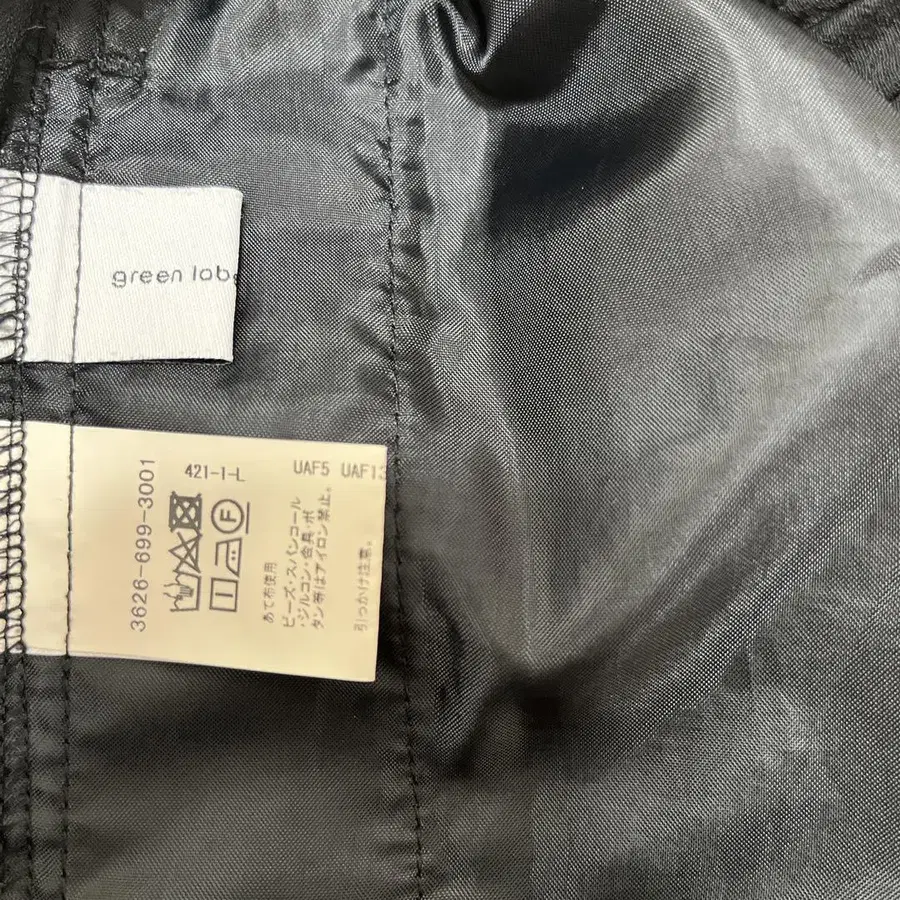 green lab
3626-699-3001
421-1-L
UAF5 UAF13
F
あて布使用
ビーズ・スパンコール
・ジルコン・金具・ボ
タン等はアイロン禁止。
引っかけ注意。